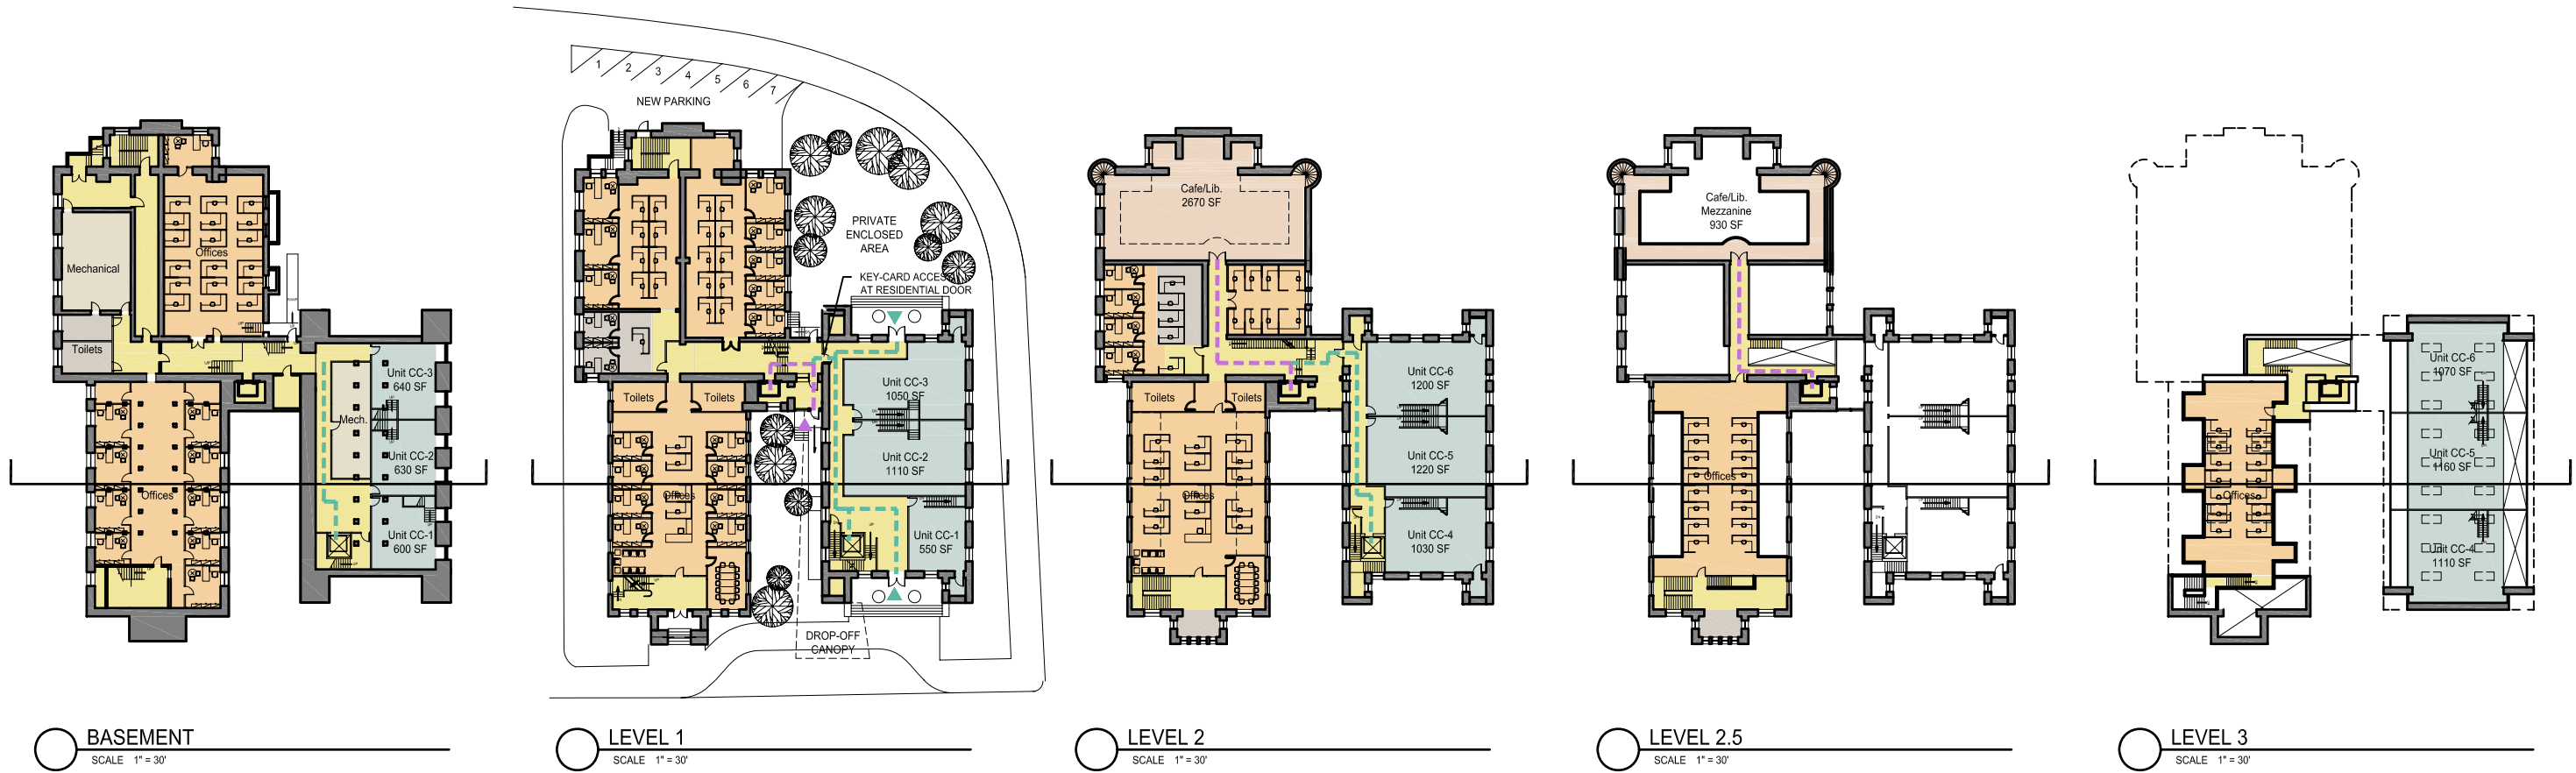 Mechanical
Toilets
Offices
Offices
Mech.
Unit CC-3
640 SF
Unit CC-2
630 SF
Unit CC-1
600 SF
BASEMENT
SCALE 1" = 30'
1
2
3
4
5
6
7
NEW PARKING
PRIVATE
ENCLOSED
AREA
KEY-CARD ACCESS
AT RESIDENTIAL DOOR
Toilets
Toilets
Offices
Unit CC-3
1050 SF
Unit CC-2
1110 SF
Unit CC-1
550 SF
DROP-OFF
CANOPY
LEVEL 1
SCALE 1" = 30'
Cafe/Lib.
2670 SF
Toilets
Toilets
Offices
Unit CC-6
1200 SF
Unit CC-5
1220 SF
Unit CC-4
1030 SF
LEVEL 2
SCALE 1" = 30'
Cafe/Lib.
Mezzanine
930 SF
Offices
LEVEL 2.5
SCALE 1" = 30'
Offices
Unit CC-6
1070 SF
Unit CC-5
1160 SF
Unit CC-4
1110 SF
LEVEL 3
SCALE 1" = 30'